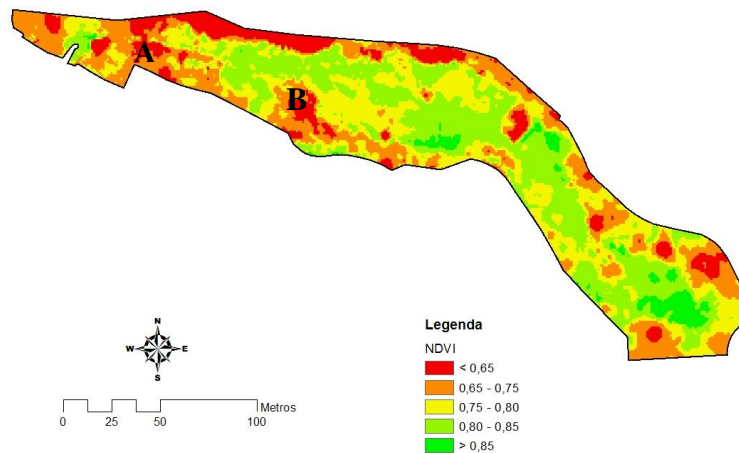 A
B
N
W E
S
0 25 50 100
Metros
Legenda
NDVI
< 0,65
0,65 - 0,75
0,75 - 0,80
0,80 - 0,85
> 0,85